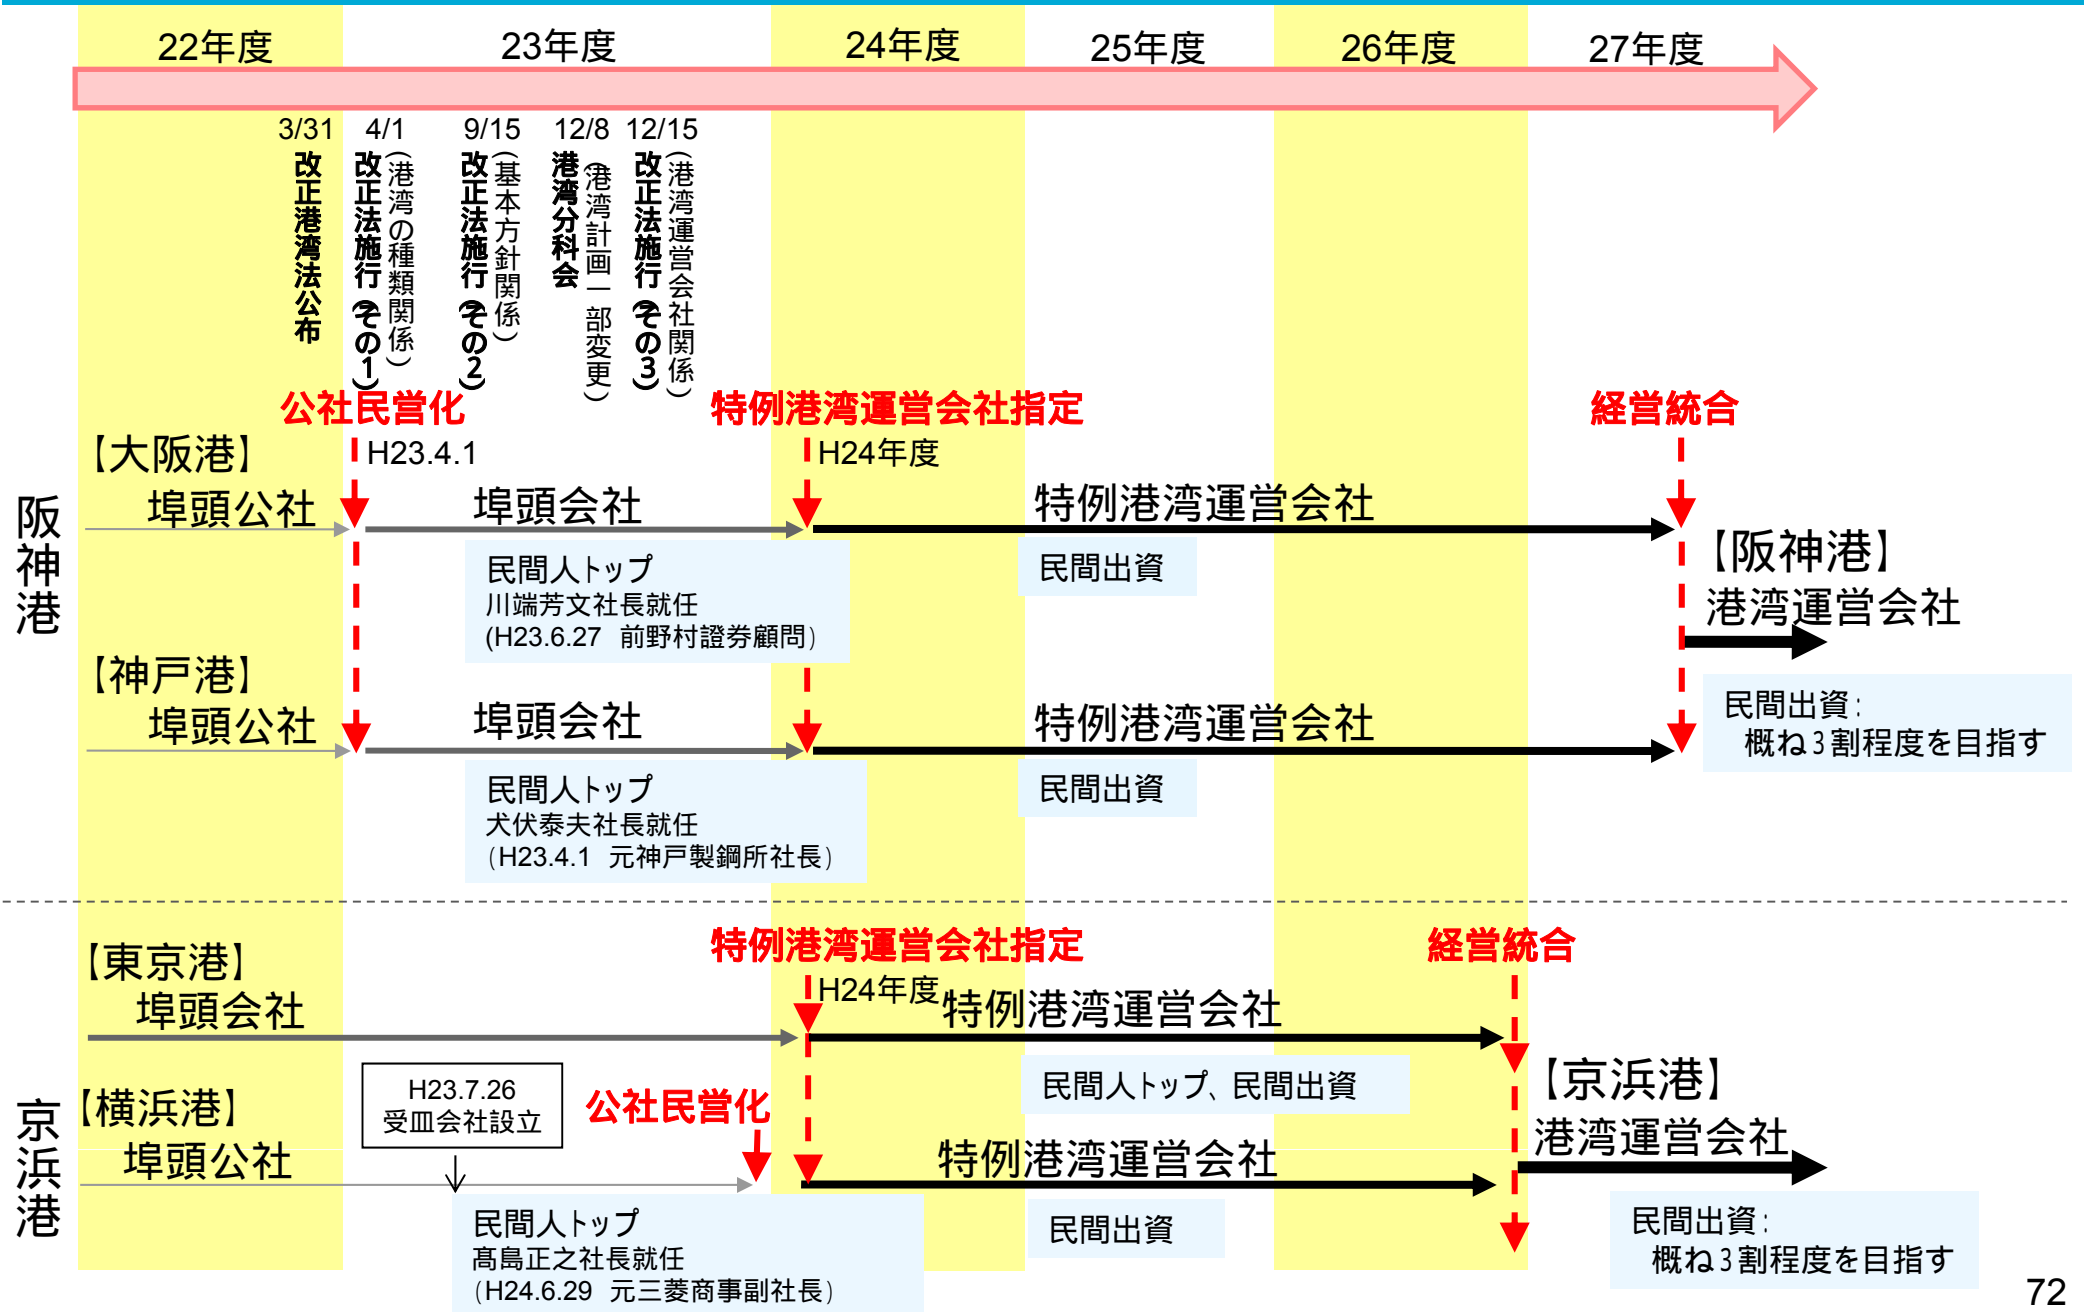 22年度
23年度
24年度
25年度
26年度
27年度
3/31
改正港湾法公布
4/1
改正法施行（その1）
（港湾の種類関係）
9/15
改正法施行（その2）
（基本方針関係）
12/8
港湾分科会
（港湾計画一部変更）
12/15
改正法施行（その3）
（港湾運営会社関係）
阪神港
公社民営化
H23.4.1
特例港湾運営会社指定
H24年度
経営統合
【大阪港】
埠頭公社
埠頭会社
特例港湾運営会社
民間人トップ
川端芳文社長就任
(H23.6.27 前野村證券顧問)
民間出資
【阪神港】
港湾運営会社
【神戸港】
埠頭公社
埠頭会社
特例港湾運営会社
民間人トップ
犬伏泰夫社長就任
(H23.4.1 元神戸製鋼所社長)
民間出資
民間出資：
概ね3割程度を目指す
京浜港
特例港湾運営会社指定
H24年度
経営統合
【東京港】
埠頭会社
特例港湾運営会社
民間人トップ、民間出資
【京浜港】
港湾運営会社
【横浜港】
埠頭公社
H23.7.26
受皿会社設立
公社民営化
特例港湾運営会社
民間人トップ
髙島正之社長就任
(H24.6.29 元三菱商事副社長)
民間出資
民間出資：
概ね3割程度を目指す
72